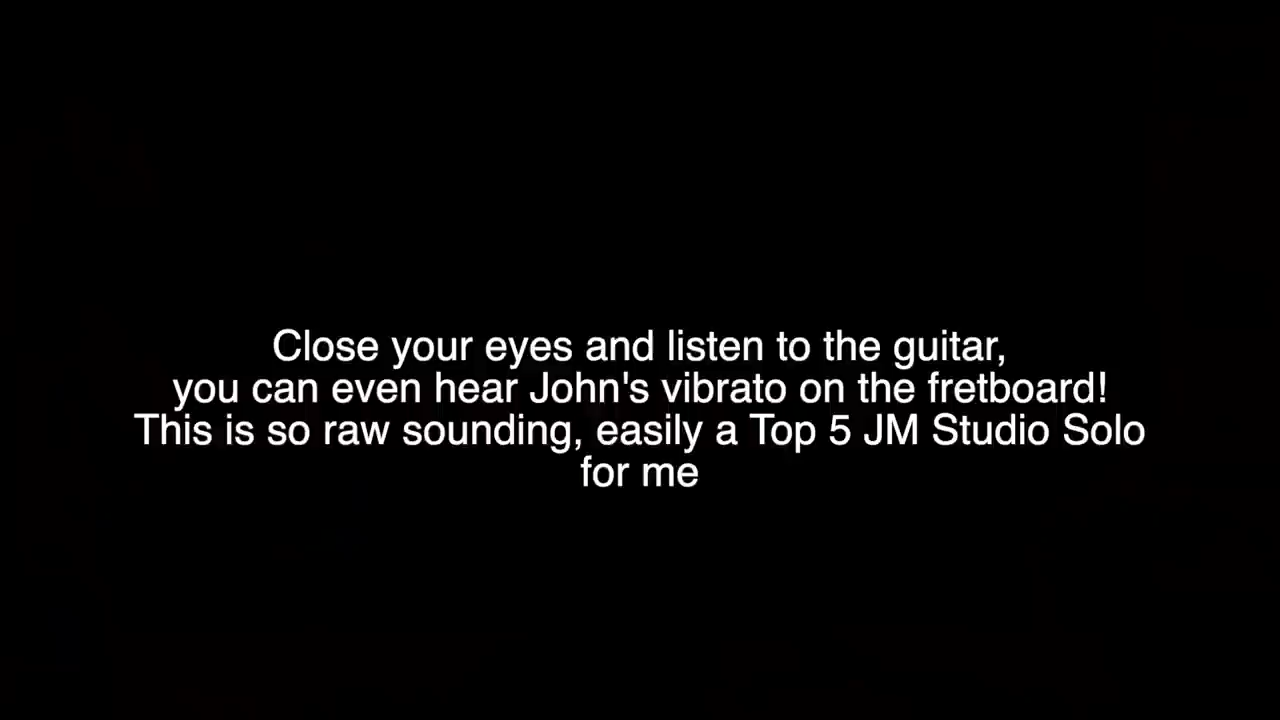 Close your eyes and listen to the guitar,
you can even hear John's vibrato on the fretboard!
This is so raw sounding, easily a Top 5 JM Studio Solo
for me